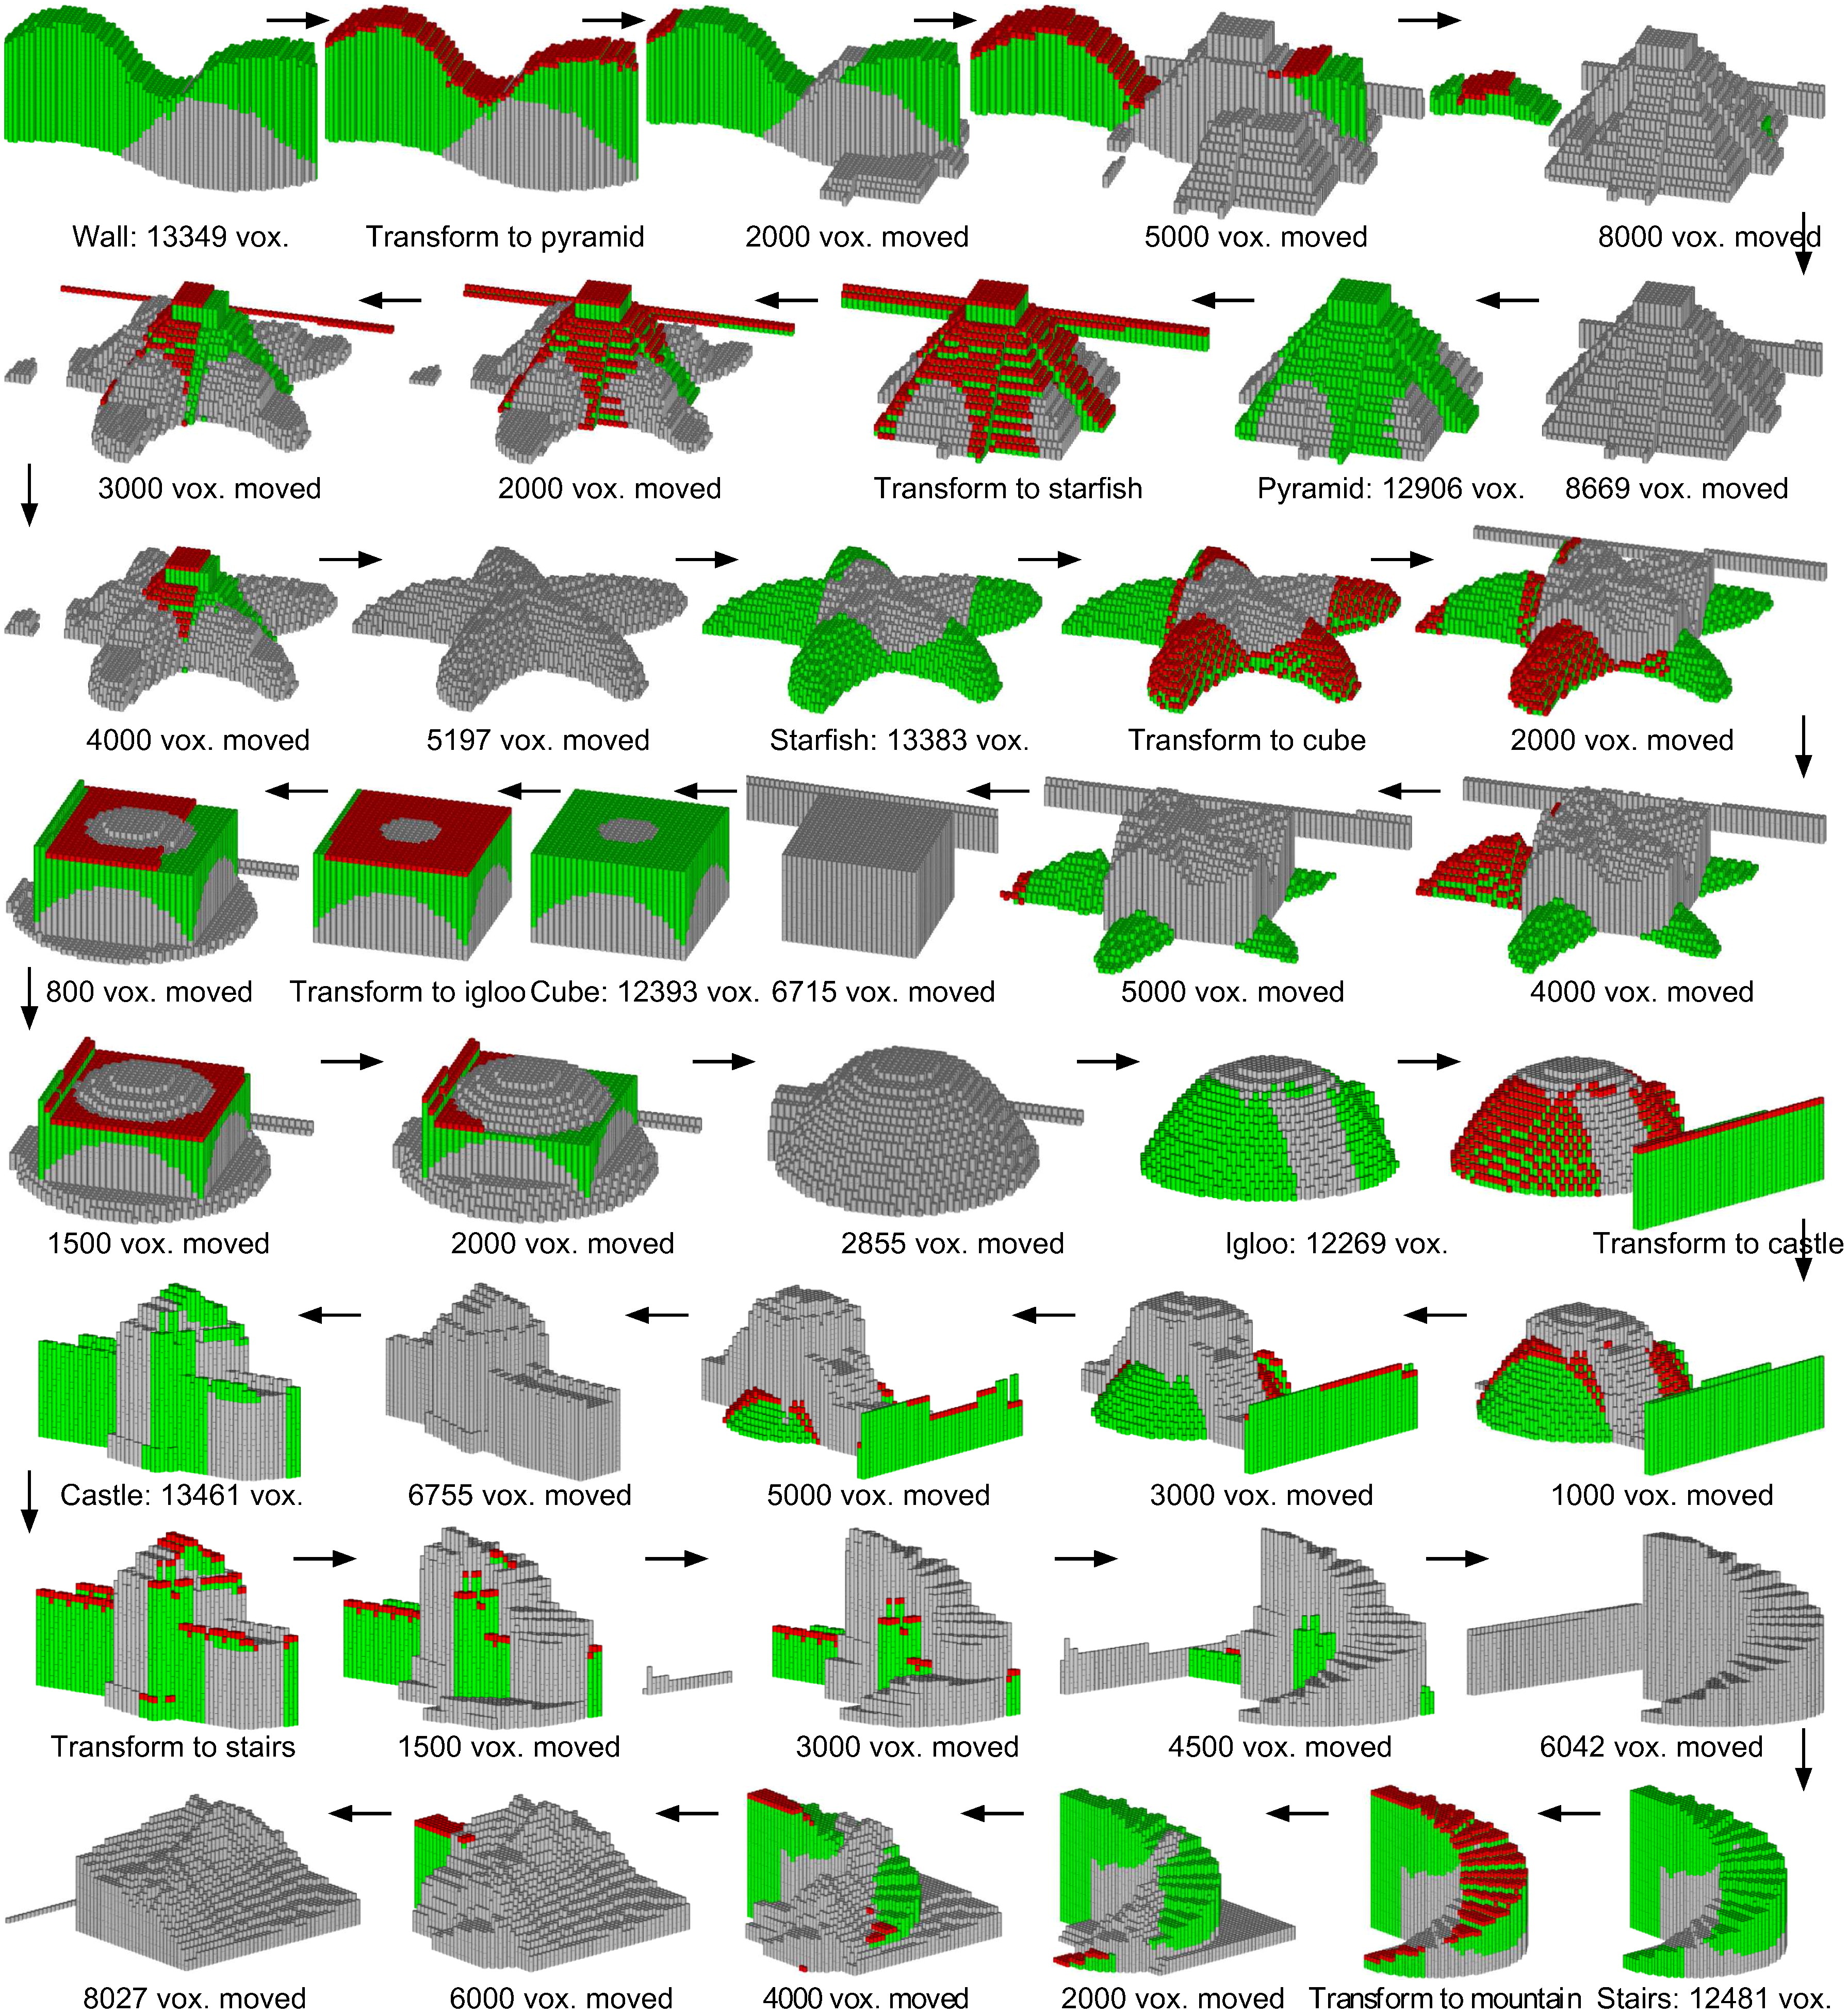 Wall: 13349 vox.
Transform to pyramid
2000 vox. moved
5000 vox. moved
8000 vox. moved
3000 vox. moved
2000 vox. moved
Transform to starfish
Pyramid: 12906 vox.
8669 vox. moved
4000 vox. moved
5197 vox. moved
Starfish: 13383 vox.
Transform to cube
2000 vox. moved
800 vox. moved
Transform to igloo
Cube: 12393 vox.
6715 vox. moved
5000 vox. moved
4000 vox. moved
1500 vox. moved
2000 vox. moved
2855 vox. moved
Igloo: 12269 vox.
Transform to castle
Castle: 13461 vox.
6755 vox. moved
5000 vox. moved
3000 vox. moved
1000 vox. moved
Transform to stairs
1500 vox. moved
3000 vox. moved
4500 vox. moved
6042 vox. moved
8027 vox. moved
6000 vox. moved
4000 vox. moved
2000 vox. moved
Transform to mountain
Stairs: 12481 vox.